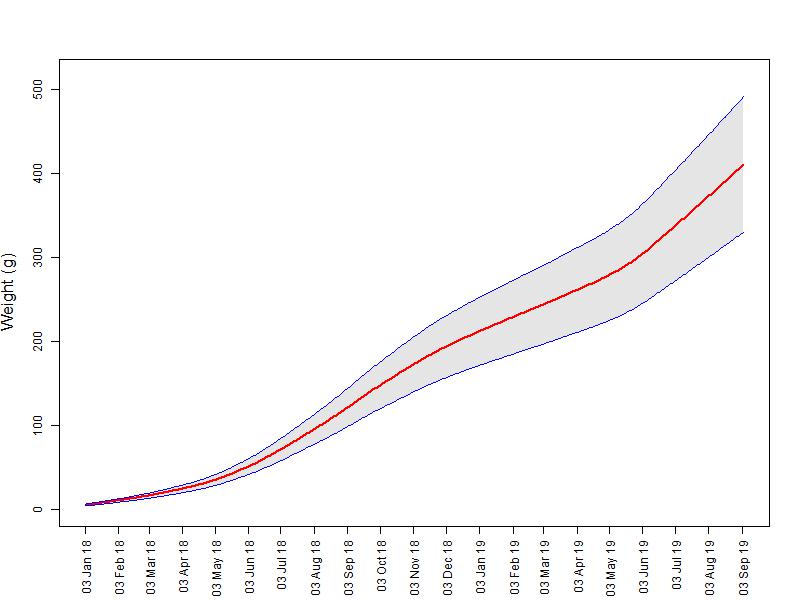 Weight (g)
500
400
300
200
100
0
03 Jan 18
03 Feb 18
03 Mar 18
03 Apr 18
03 May 18
03 Jun 18
03 Jul 18
03 Aug 18
03 Sep 18
03 Oct 18
03 Nov 18
03 Dec 18
03 Jan 19
03 Feb 19
03 Mar 19
03 Apr 19
03 May 19
03 Jun 19
03 Jul 19
03 Aug 19
03 Sep 19